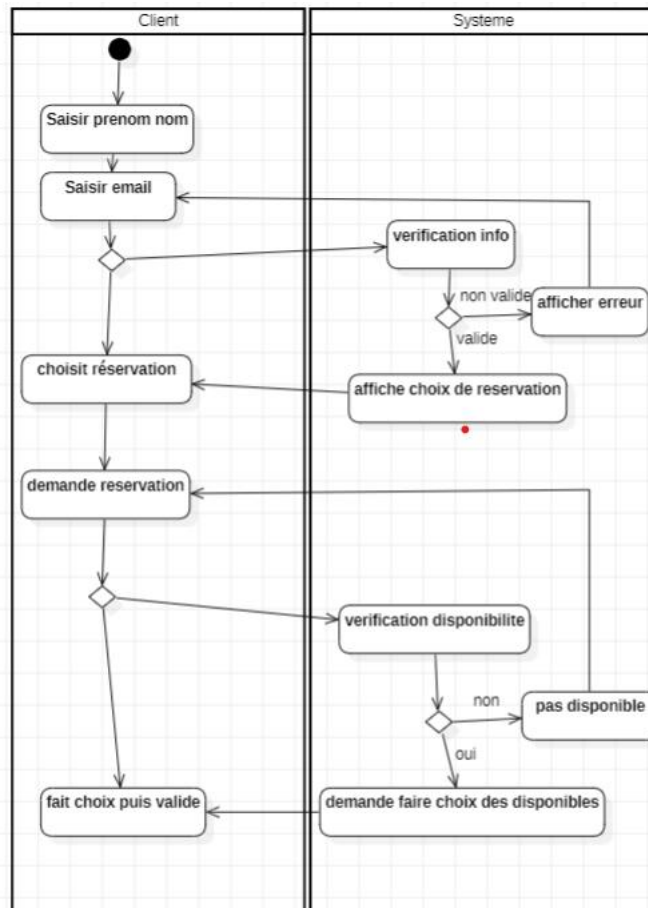 Client
Systeme
Saisir prenom nom
Saisir email
verification info
non valide
afficher erreur
valide
choisit réservation
affiche choix de reservation
demande reservation
verification disponibilite
non
pas disponible
oui
fait choix puis valide
demande faire choix des disponibles